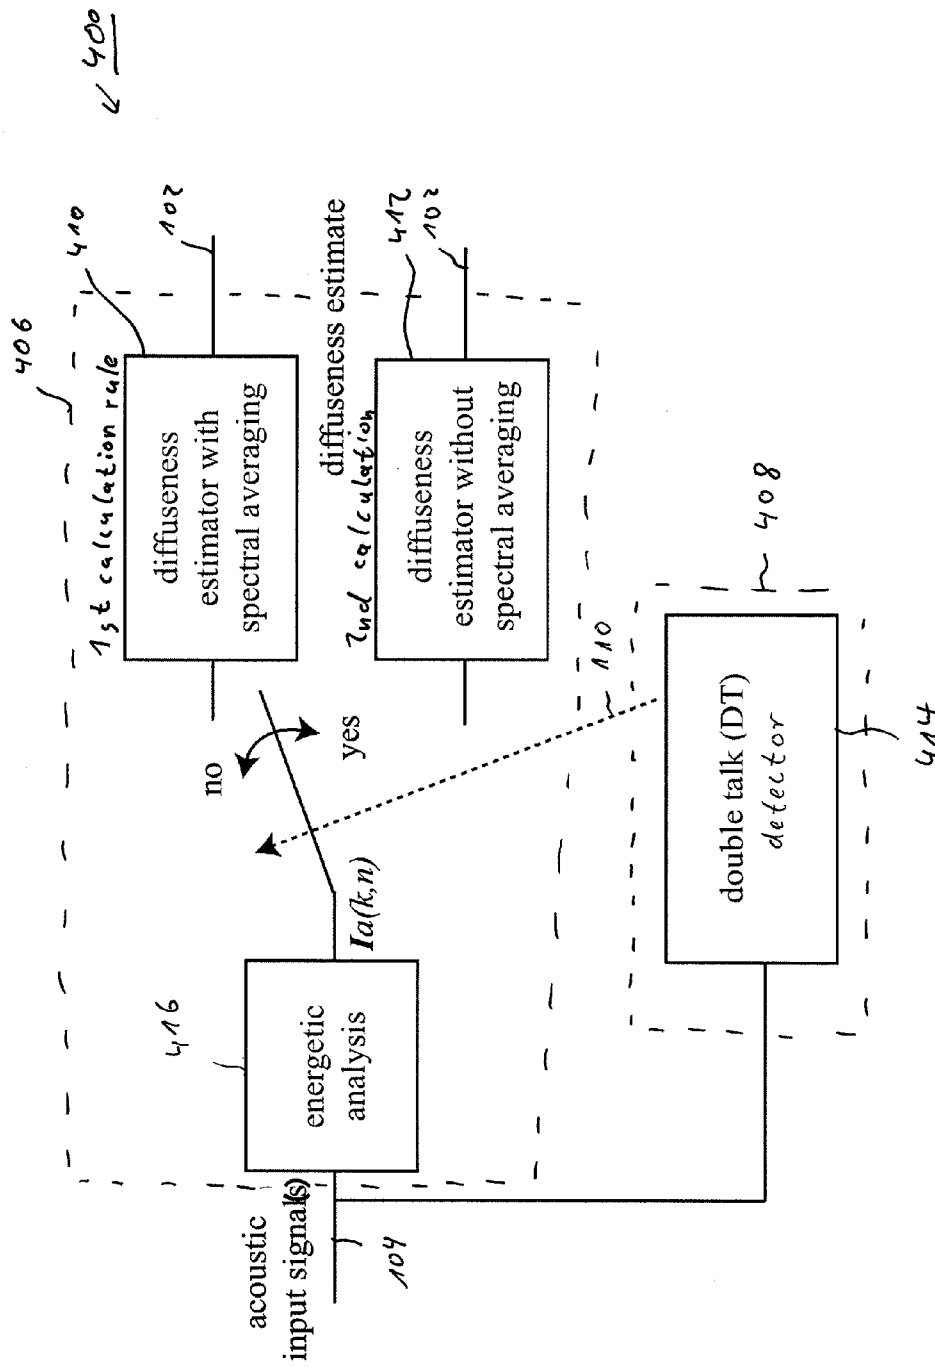 400
406
410
102
1st calculation rule
diffuseness
estimator with
spectral averaging
diffuseness estimate
412
102
2nd calculation
diffuseness
estimator without
spectral averaging
no
yes
110
416
energetic
analysis
Ia(k,n)
acoustic
input signal(s)
104
408
double talk (DT)
detector
414